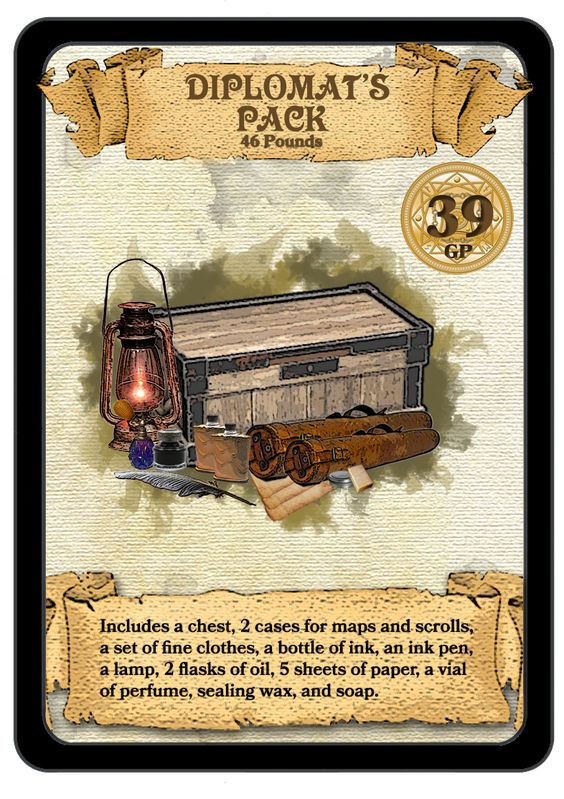 DIPLOMAT'S
PACK
46 Pounds
39
GP
Includes a chest, 2 cases for maps and scrolls,
a set of fine clothes, a bottle of ink, an ink pen,
a lamp, 2 flasks of oil, 5 sheets of paper, a vial
of perfume, sealing wax, and soap.